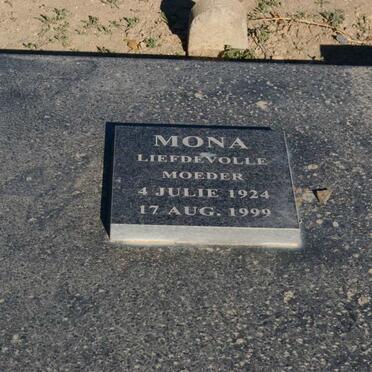 MONA
LIEFDEVOLLE
MOEDER
4 JULIE 1924
17 AUG. 1999